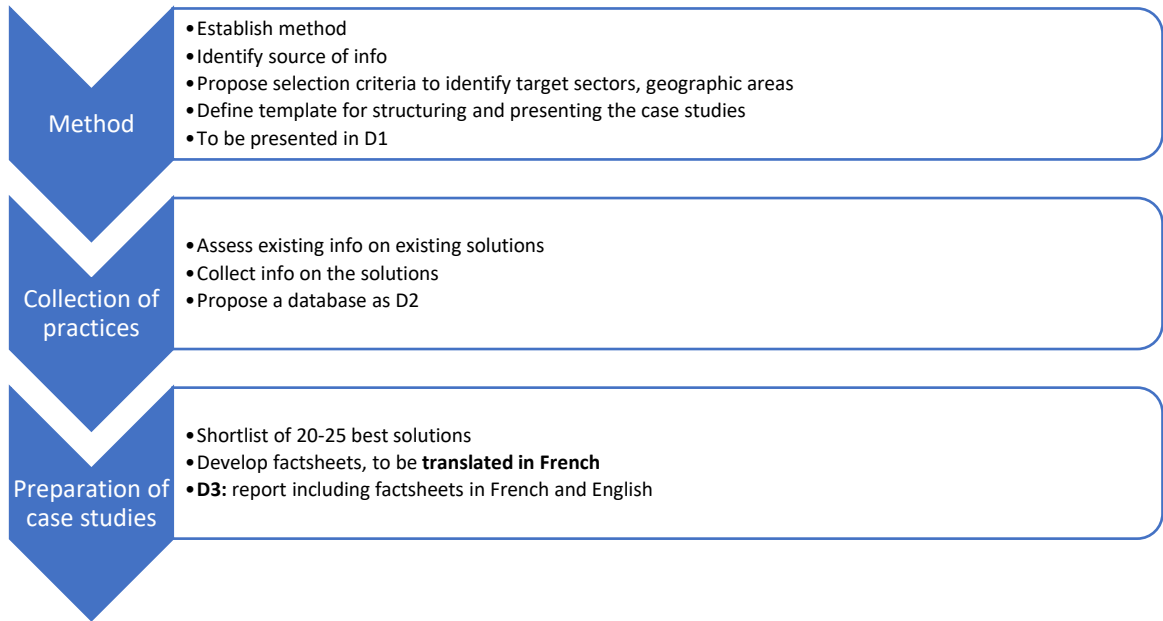 Method
•Establish method
•Identify source of info
•Propose selection criteria to identify target sectors, geographic areas
•Define template for structuring and presenting the case studies
•To be presented in D1
Collection of
practices
•Assess existing info on existing solutions
•Collect info on the solutions
•Propose a database as D2
Preparation of
case studies
•Shortlist of 20-25 best solutions
•Develop factsheets, to be translated in French
•D3: report including factsheets in French and English